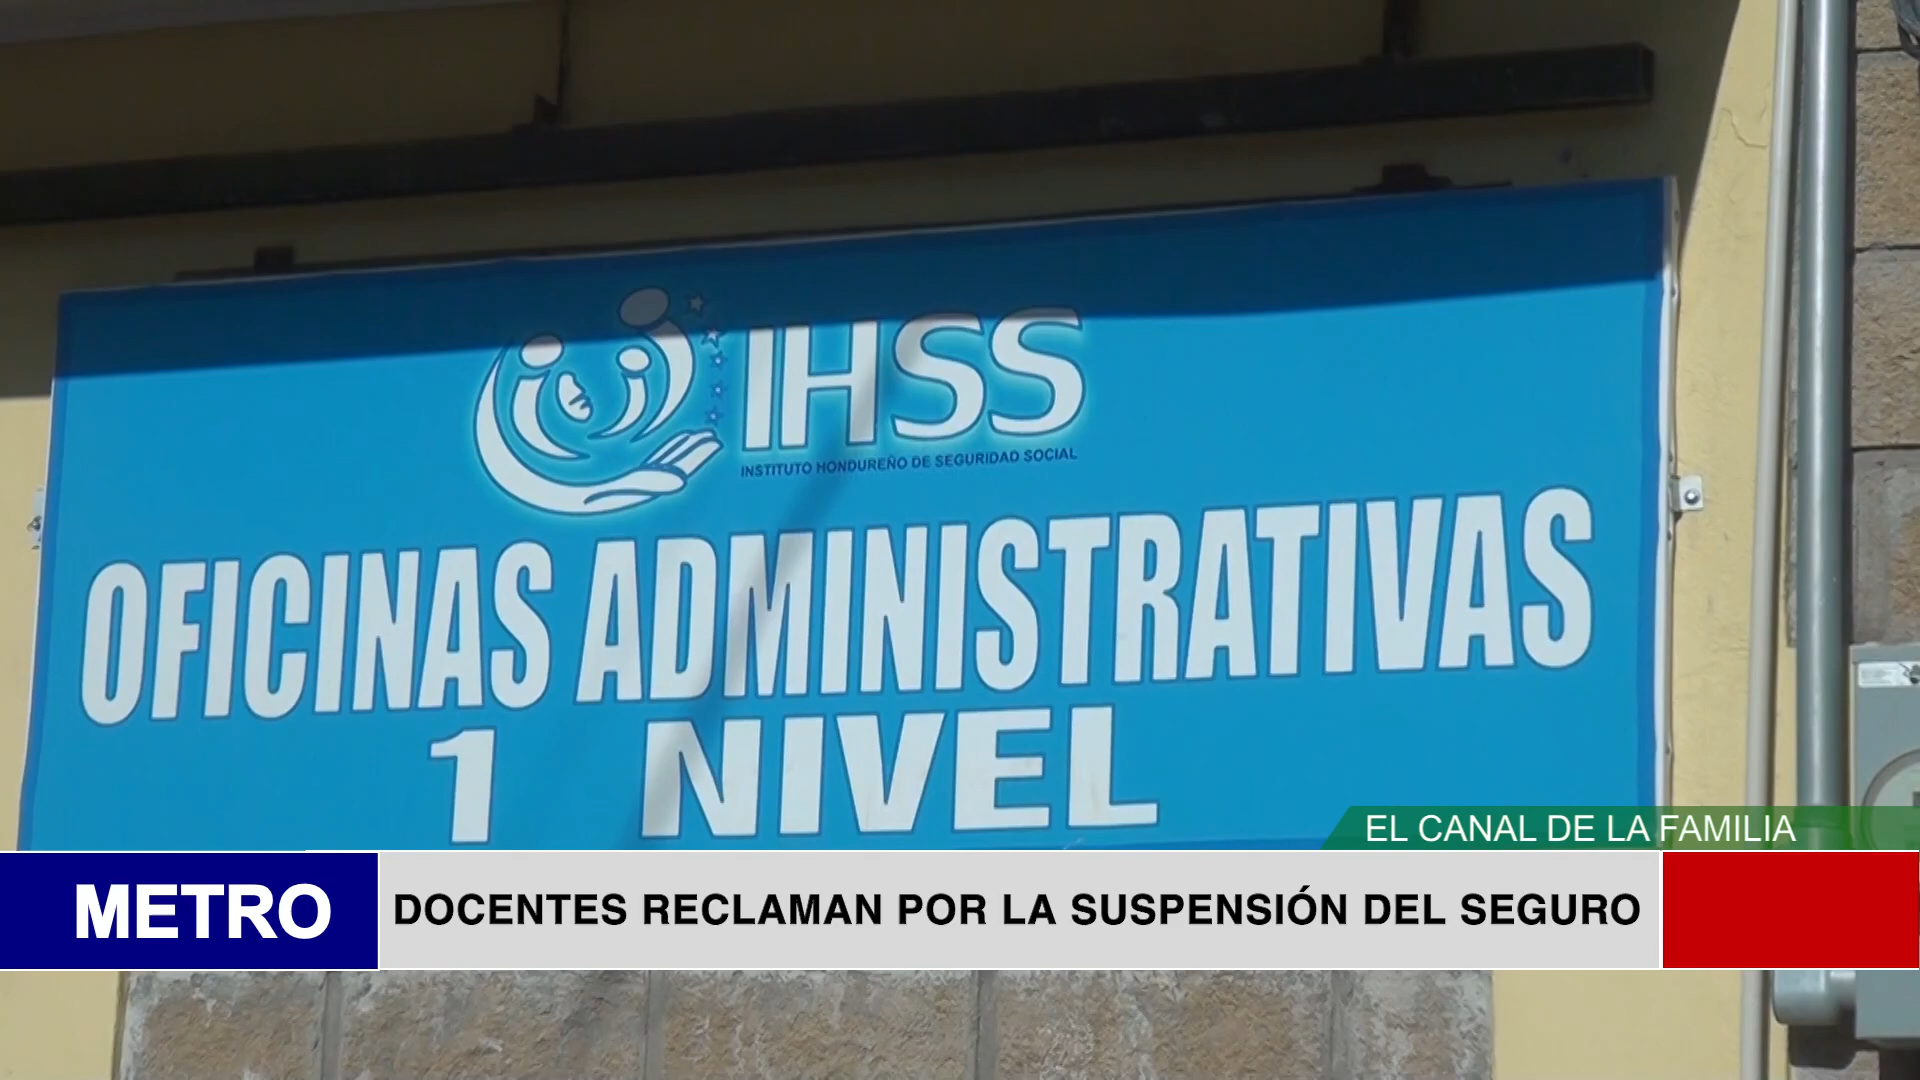 IHSS
INSTITUTO HONDUREÑO DE SEGURIDAD SOCIAL
OFICINAS ADMINISTRATIVAS
1 NIVEL
EL CANAL DE LA FAMILIA
METRO
DOCENTES RECLAMAN POR LA SUSPENSIÓN DEL SEGURO